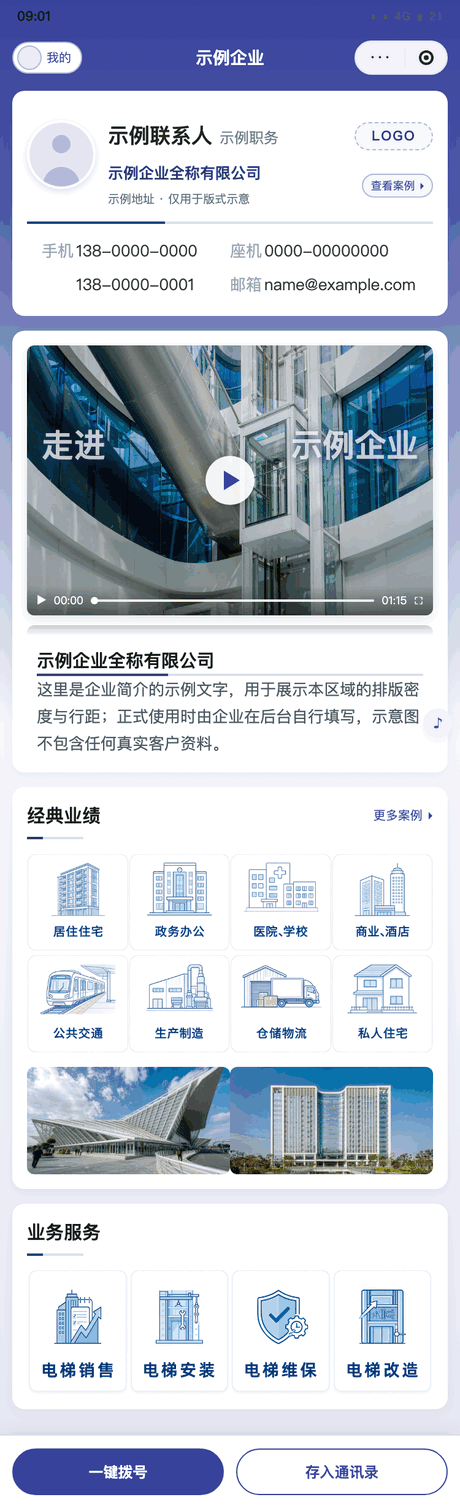 09:01
4G
我的
示例企业
示例联系人 示例职务
LOGO
示例企业全称有限公司
查看案例
示例地址 · 仅用于版式示意
手机 138-0000-0000
座机 0000-00000000
138-0000-0001
邮箱 name@example.com
走进
示例企业
00:00
01:15
示例企业全称有限公司
这里是企业简介的示例文字，用于展示本区域的排版密
度与行距；正式使用时由企业在后台自行填写，示意图
不包含任何真实客户资料。
经典业绩
更多案例
居住住宅
政务办公
医院、学校
商业、酒店
公共交通
生产制造
仓储物流
私人住宅
业务服务
电梯销售
电梯安装
电梯维保
电梯改造
一键拨号
存入通讯录